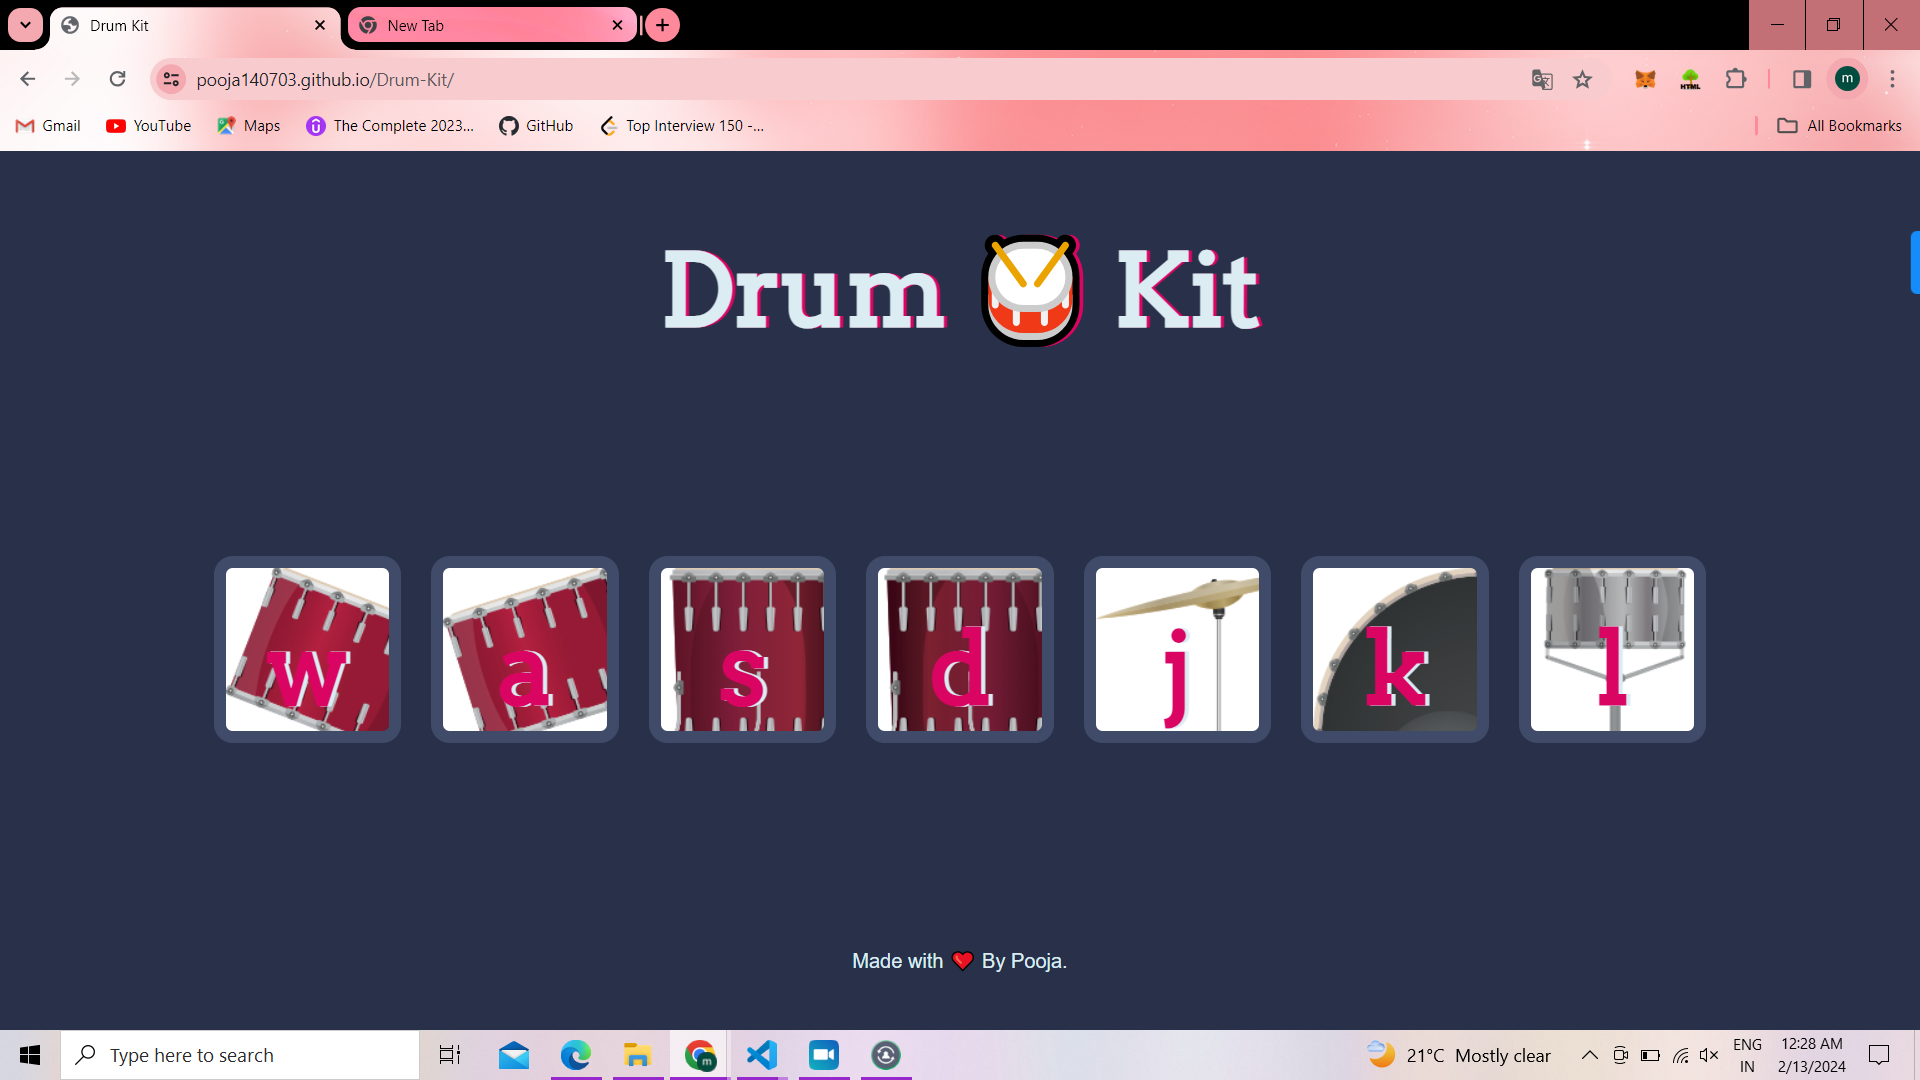 Drum Kit
New Tab
pooja140703.github.io/Drum-Kit/
HTML
m
Gmail
YouTube
Maps
The Complete 2023...
GitHub
Top Interview 150 -...
All Bookmarks
Drum 🥁 Kit
w
a
s
d
j
k
l
Made with ❤️ By Pooja.
Type here to search
21°C Mostly clear
ENG
IN
12:28 AM
2/13/2024